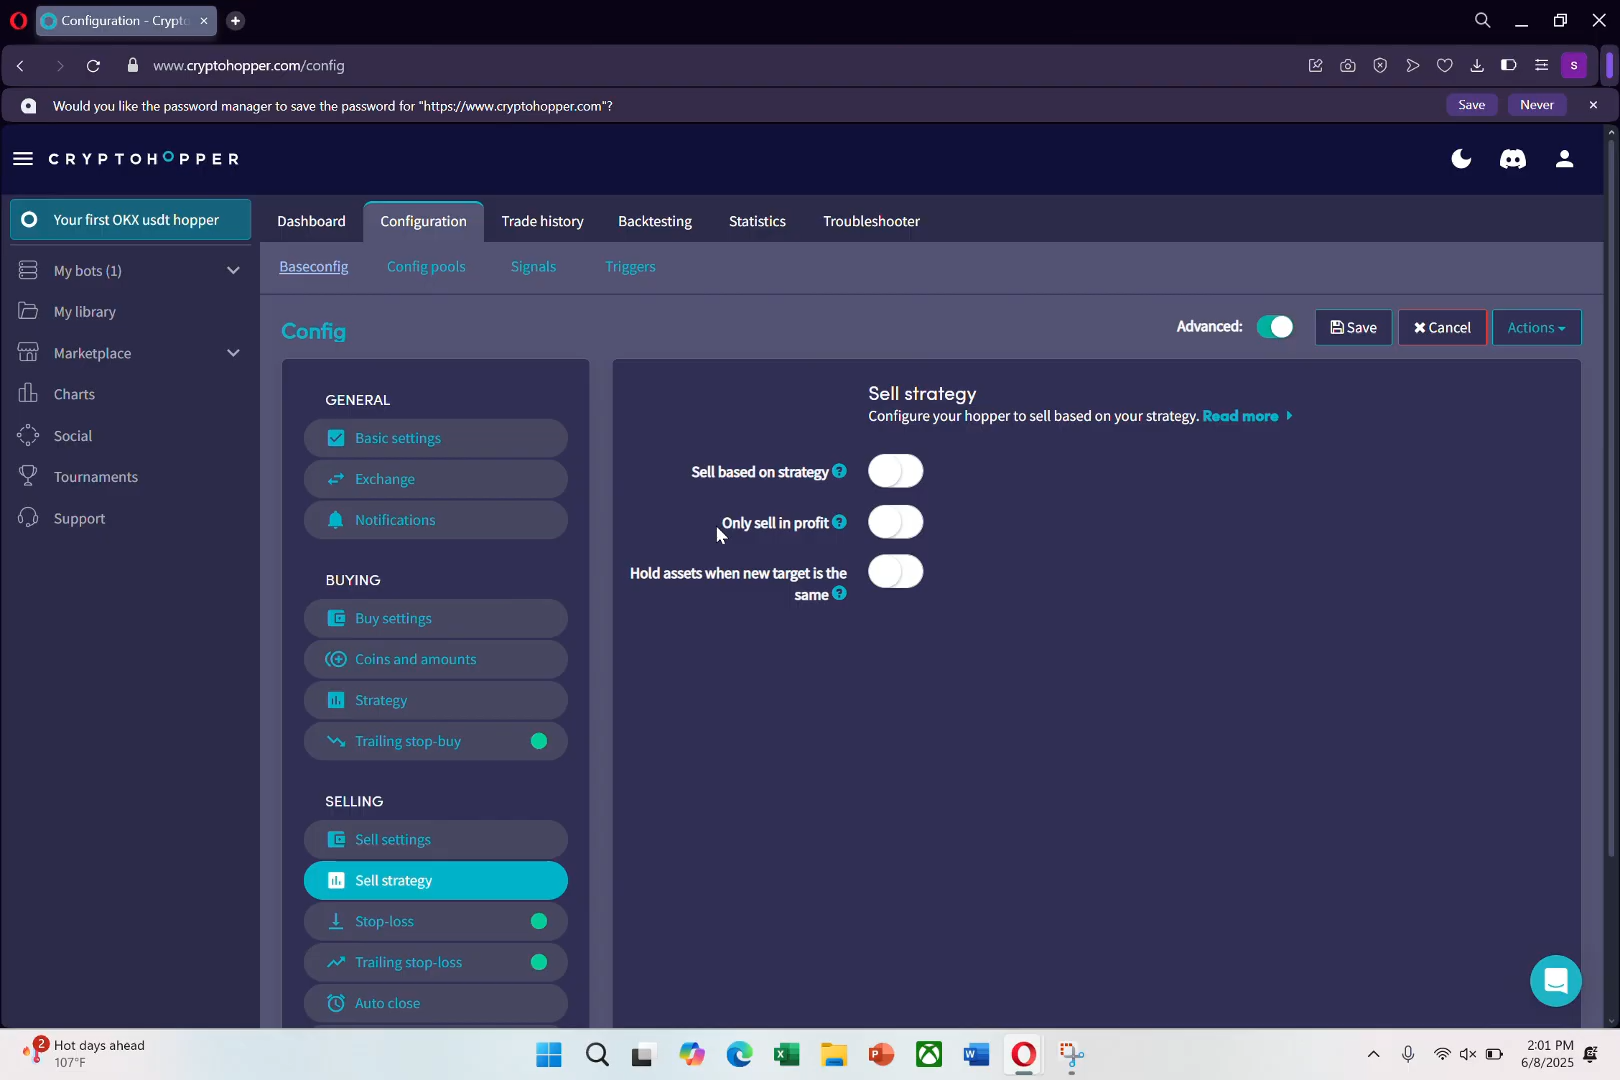 Configuration - Crypto
www.cryptohopper.com/config
S
Would you like the password manager to save the password for "https://www.cryptohopper.com"?
Save
Never
CRYPTOHOPPER
Your first OKX usdt hopper
Dashboard
Configuration
Trade history
Backtesting
Statistics
Troubleshooter
My bots (1)
My library
Marketplace
Charts
Social
Tournaments
Support
Baseconfig
Config pools
Signals
Triggers
Config
Advanced:
Save
Cancel
Actions
GENERAL
Basic settings
Exchange
Notifications
BUYING
Buy settings
Coins and amounts
Strategy
Trailing stop-buy
SELLING
Sell settings
Sell strategy
Stop-loss
Trailing stop-loss
Auto close
Sell strategy
Configure your hopper to sell based on your strategy. Read more
Sell based on strategy ?
Only sell in profit ?
Hold assets when new target is the
same ?
2
Hot days ahead
107°F
2:01 PM
6/8/2025